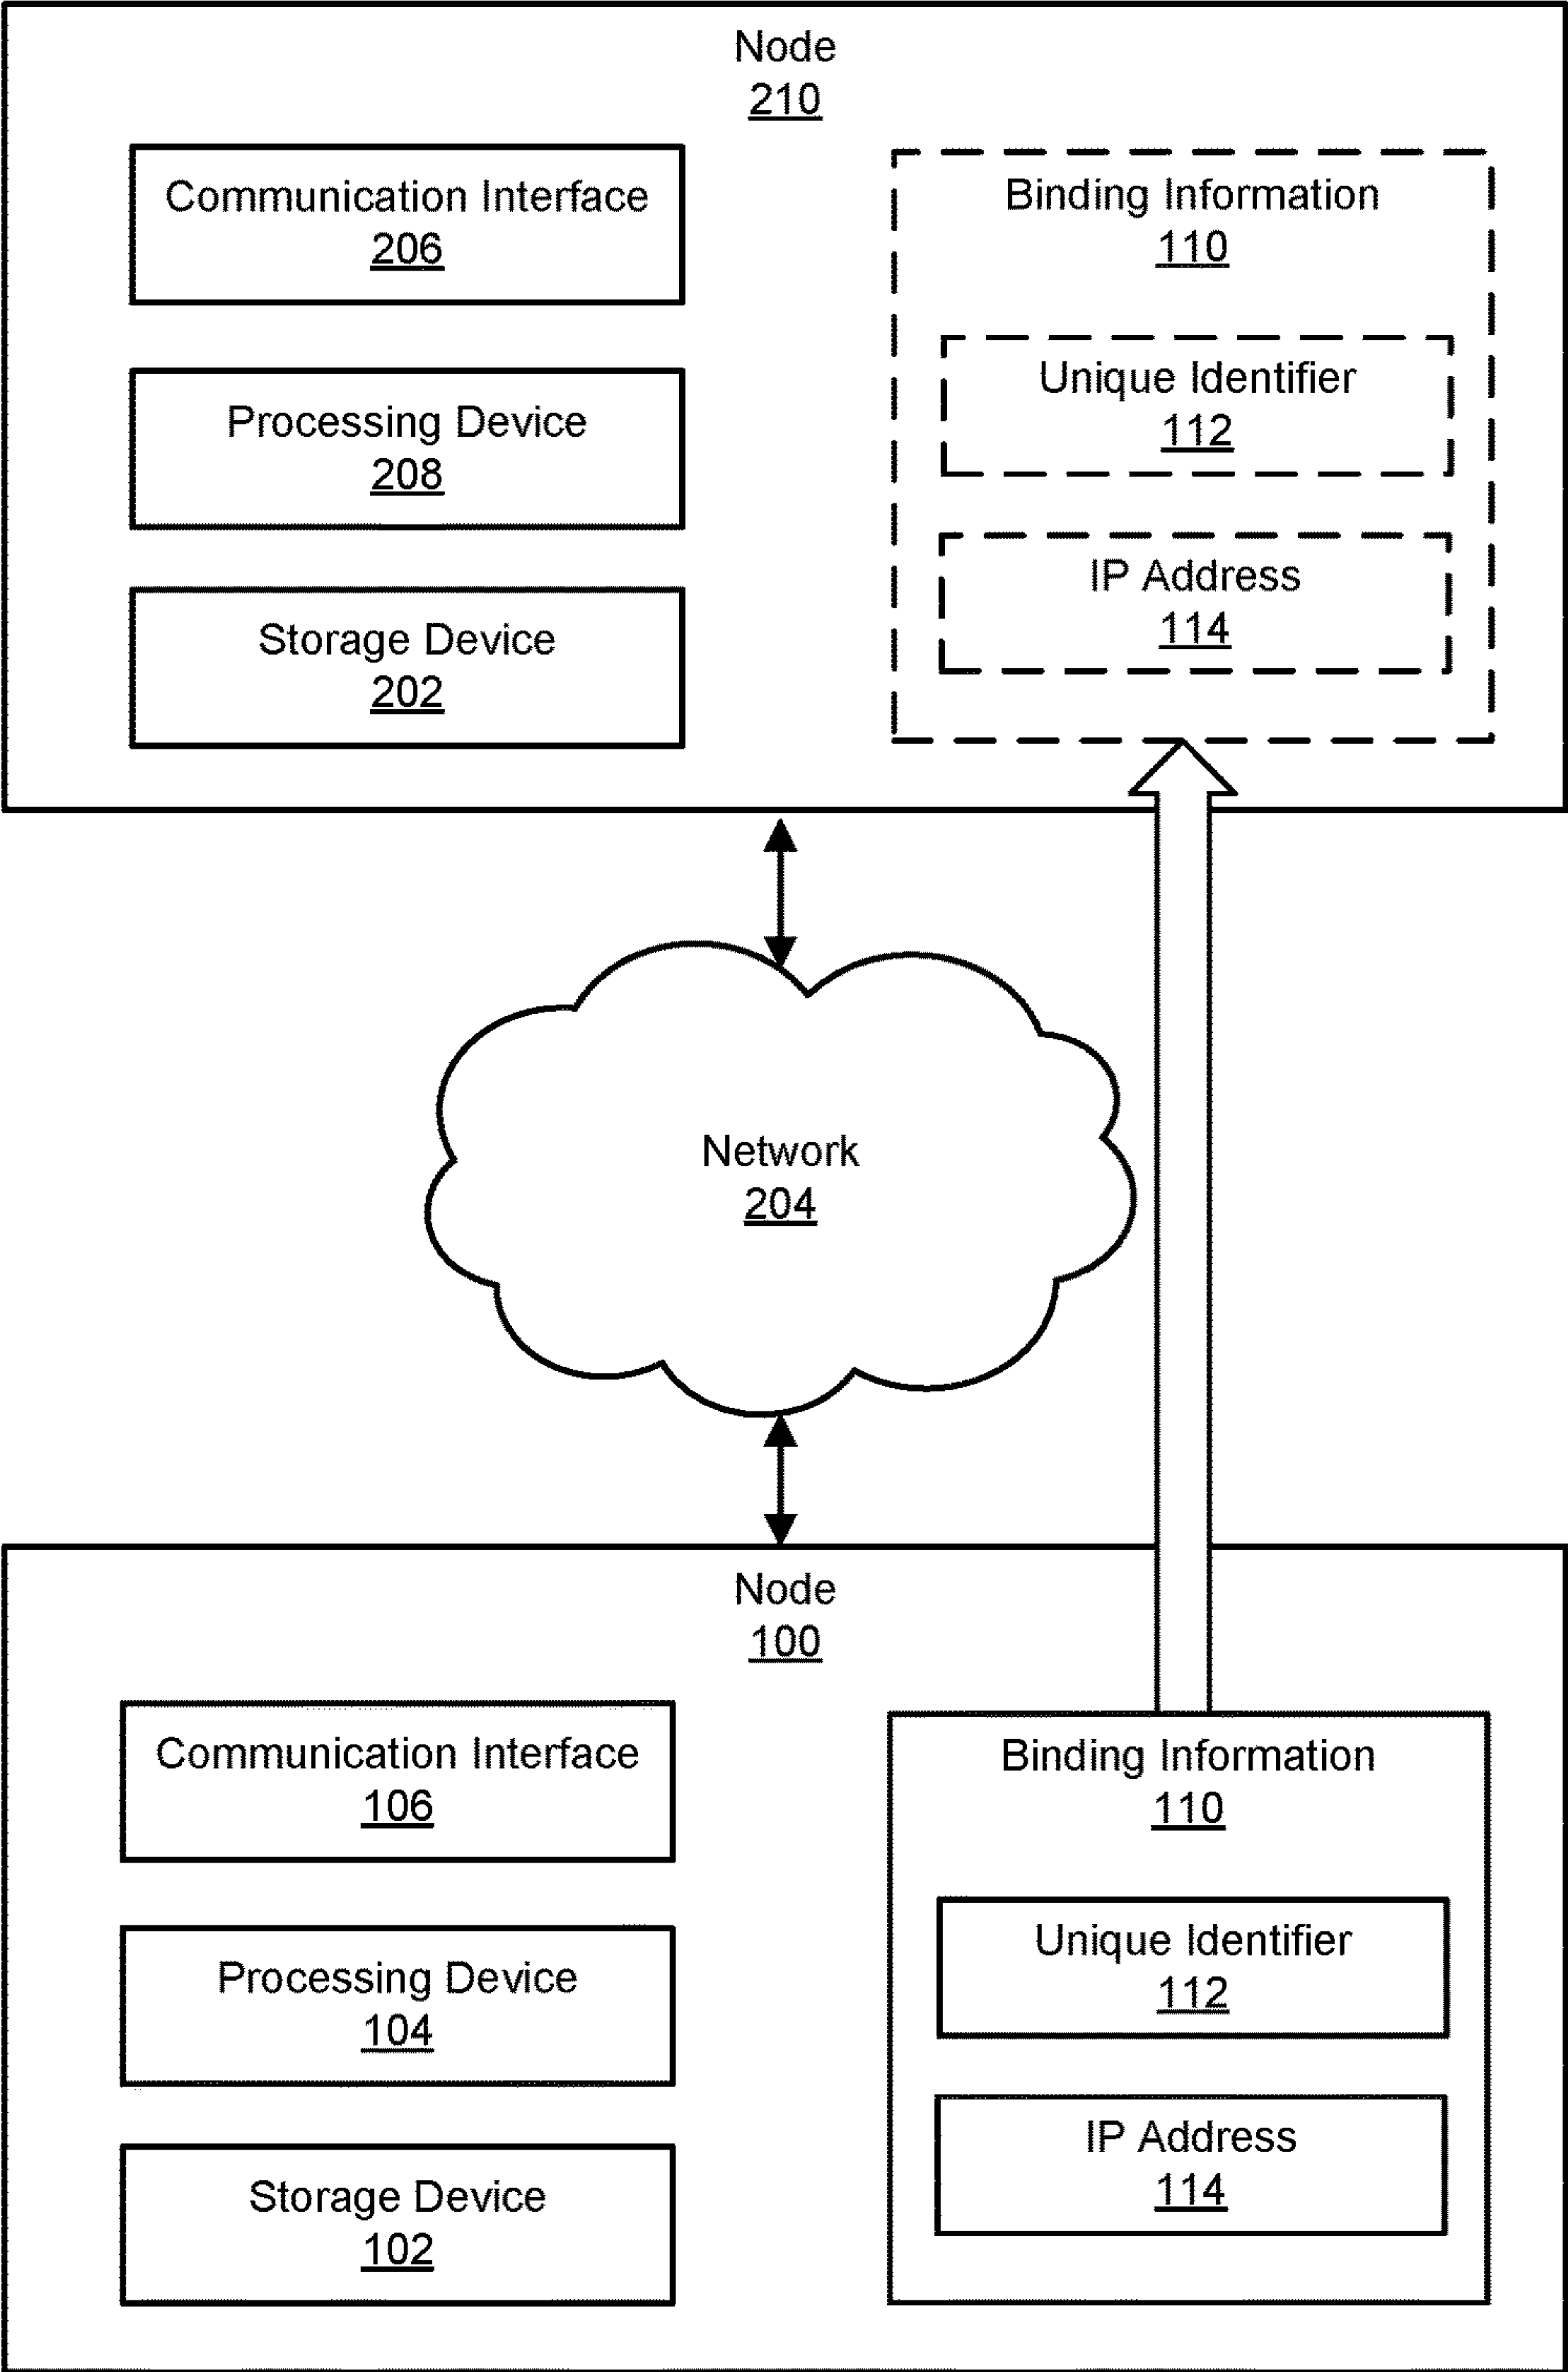 Node
210
Communication Interface
206
Processing Device
208
Storage Device
202
Binding Information
110
Unique Identifier
112
IP Address
114
Network
204
Node
100
Communication Interface
106
Processing Device
104
Storage Device
102
Binding Information
110
Unique Identifier
112
IP Address
114